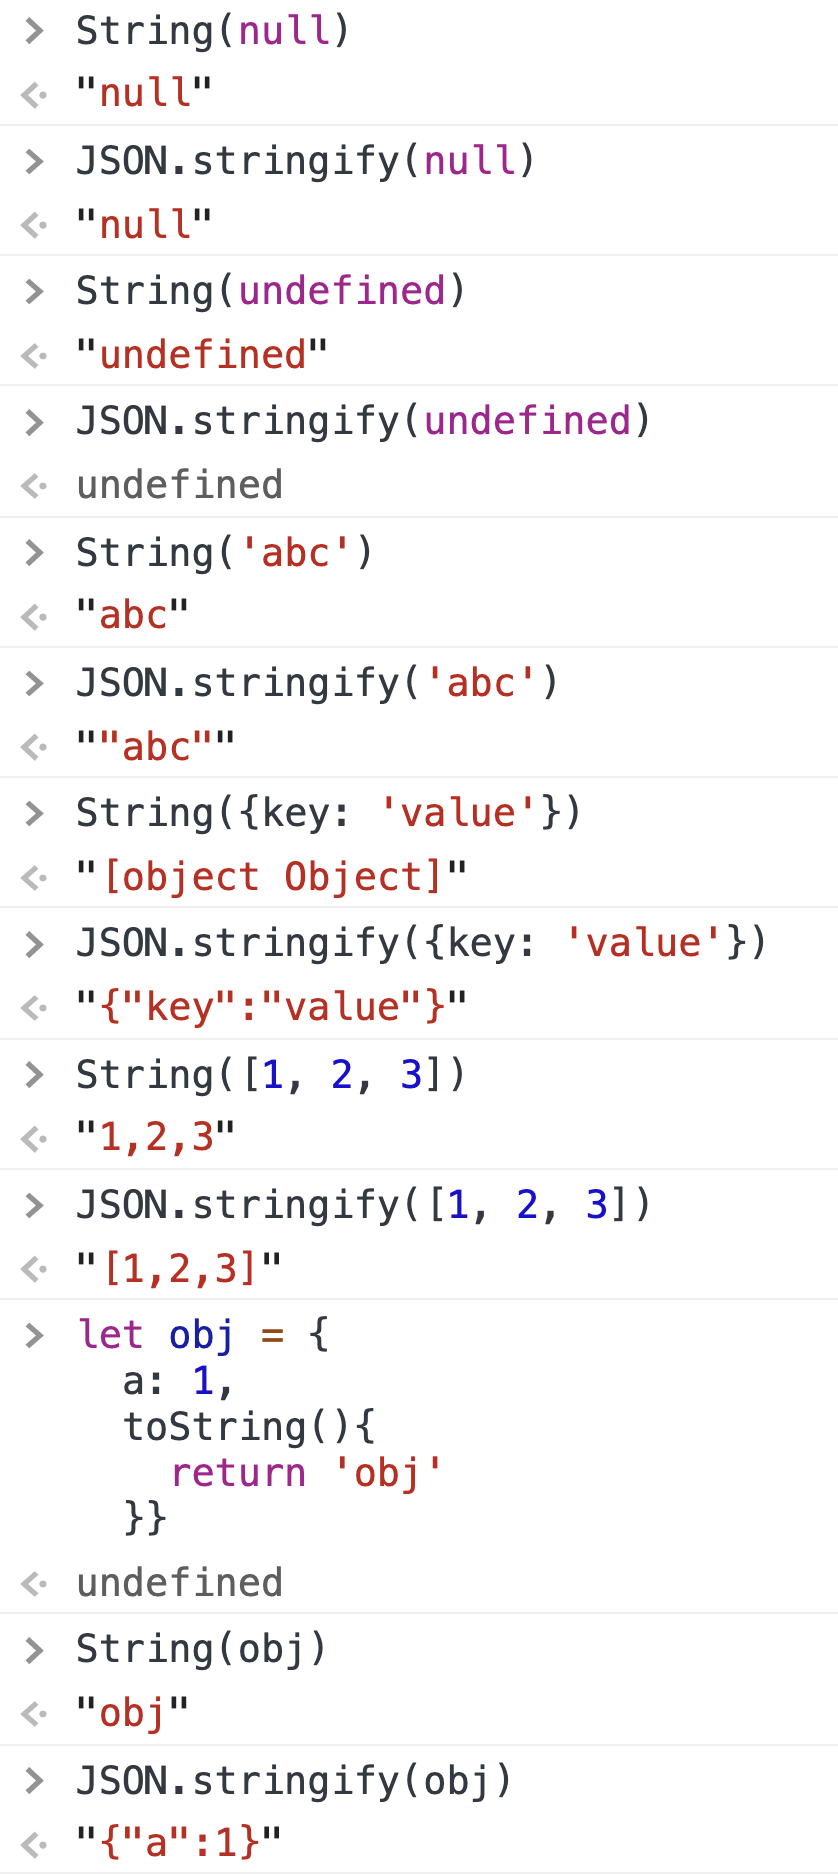 > String(null)
<· "null"
> JSON.stringify(null)
<· "null"
> String(undefined)
<· "undefined"
> JSON.stringify(undefined)
<· undefined
> String('abc')
<· "abc"
> JSON.stringify('abc')
<· ""abc""
> String({key: 'value'})
<· "[object Object]"
> JSON.stringify({key: 'value'})
<· "{"key":"value"}"
> String([1, 2, 3])
<· "1,2,3"
> JSON.stringify([1, 2, 3])
<· "[1,2,3]"
> let obj = {
    a: 1,
    toString(){
      return 'obj'
    }}
<· undefined
> String(obj)
<· "obj"
> JSON.stringify(obj)
<· "{"a":1}"